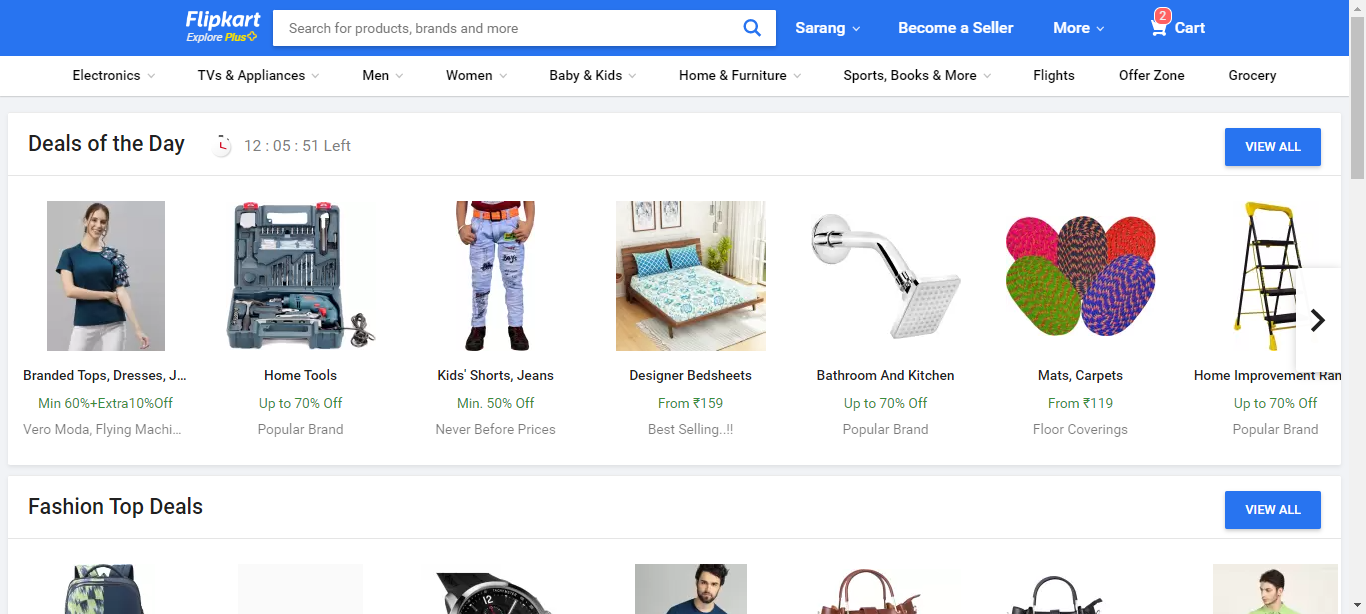 Flipkart
Explore Plus
Search for products, brands and more
Sarang
Become a Seller
More
2
Cart
Electronics
TVs & Appliances
Men
Women
Baby & Kids
Home & Furniture
Sports, Books & More
Flights
Offer Zone
Grocery
Deals of the Day
12 : 05 : 51 Left
VIEW ALL
Branded Tops, Dresses, J...
Min 60%+Extra10%Off
Vero Moda, Flying Machi...
Home Tools
Up to 70% Off
Popular Brand
Kids' Shorts, Jeans
Min. 50% Off
Never Before Prices
Designer Bedsheets
From ₹159
Best Selling..!!
Bathroom And Kitchen
Up to 70% Off
Popular Brand
Mats, Carpets
From ₹119
Floor Coverings
Home Improvement Ran
Up to 70% Off
Popular Brand
Fashion Top Deals
VIEW ALL
12